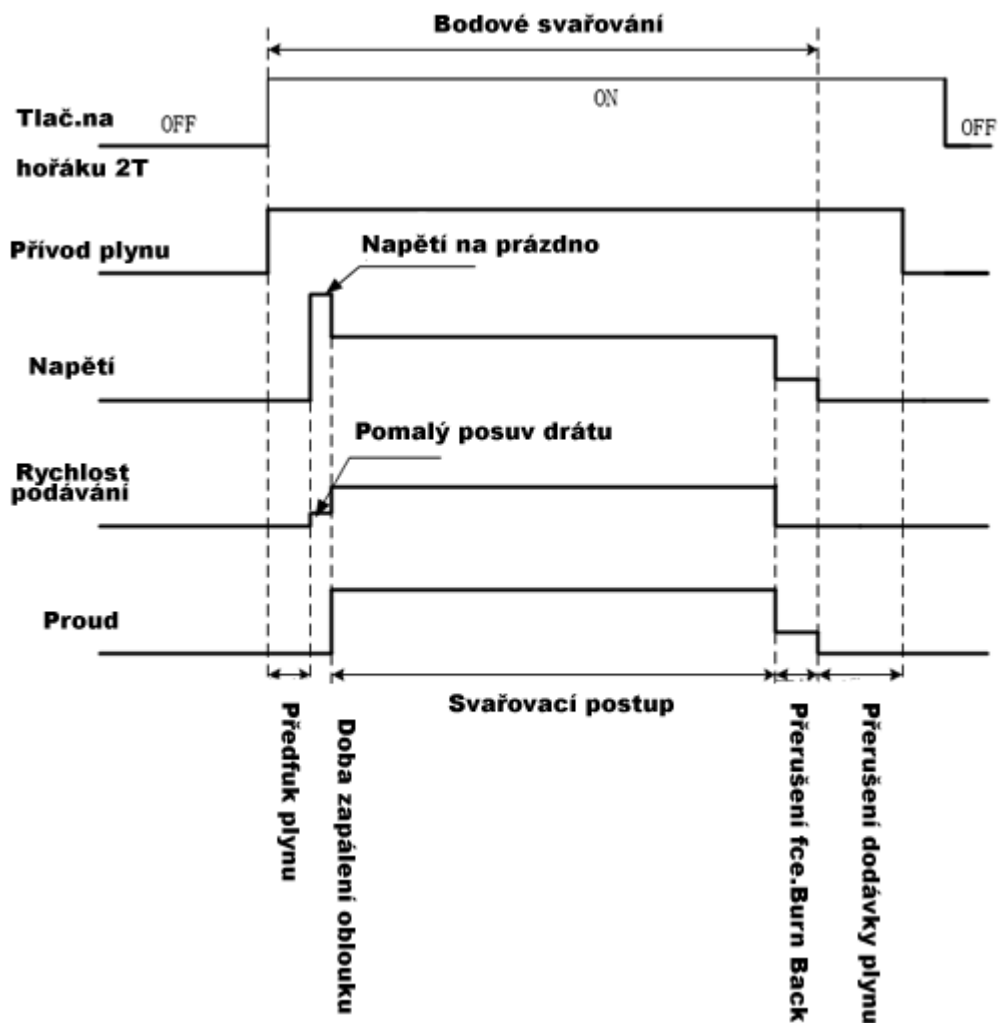 Bodové svařování
Tlač.na
hořáku 2T
OFF
ON
OFF
Přívod plynu
Napětí na prázdno
Napětí
Pomalý posuv drátu
Rychlost
podávání
Proud
Svařovací postup
Předfuk plynu
Doba zapálení oblouku
Přerušení fce.Burn Back
Přerušení dodávky plynu